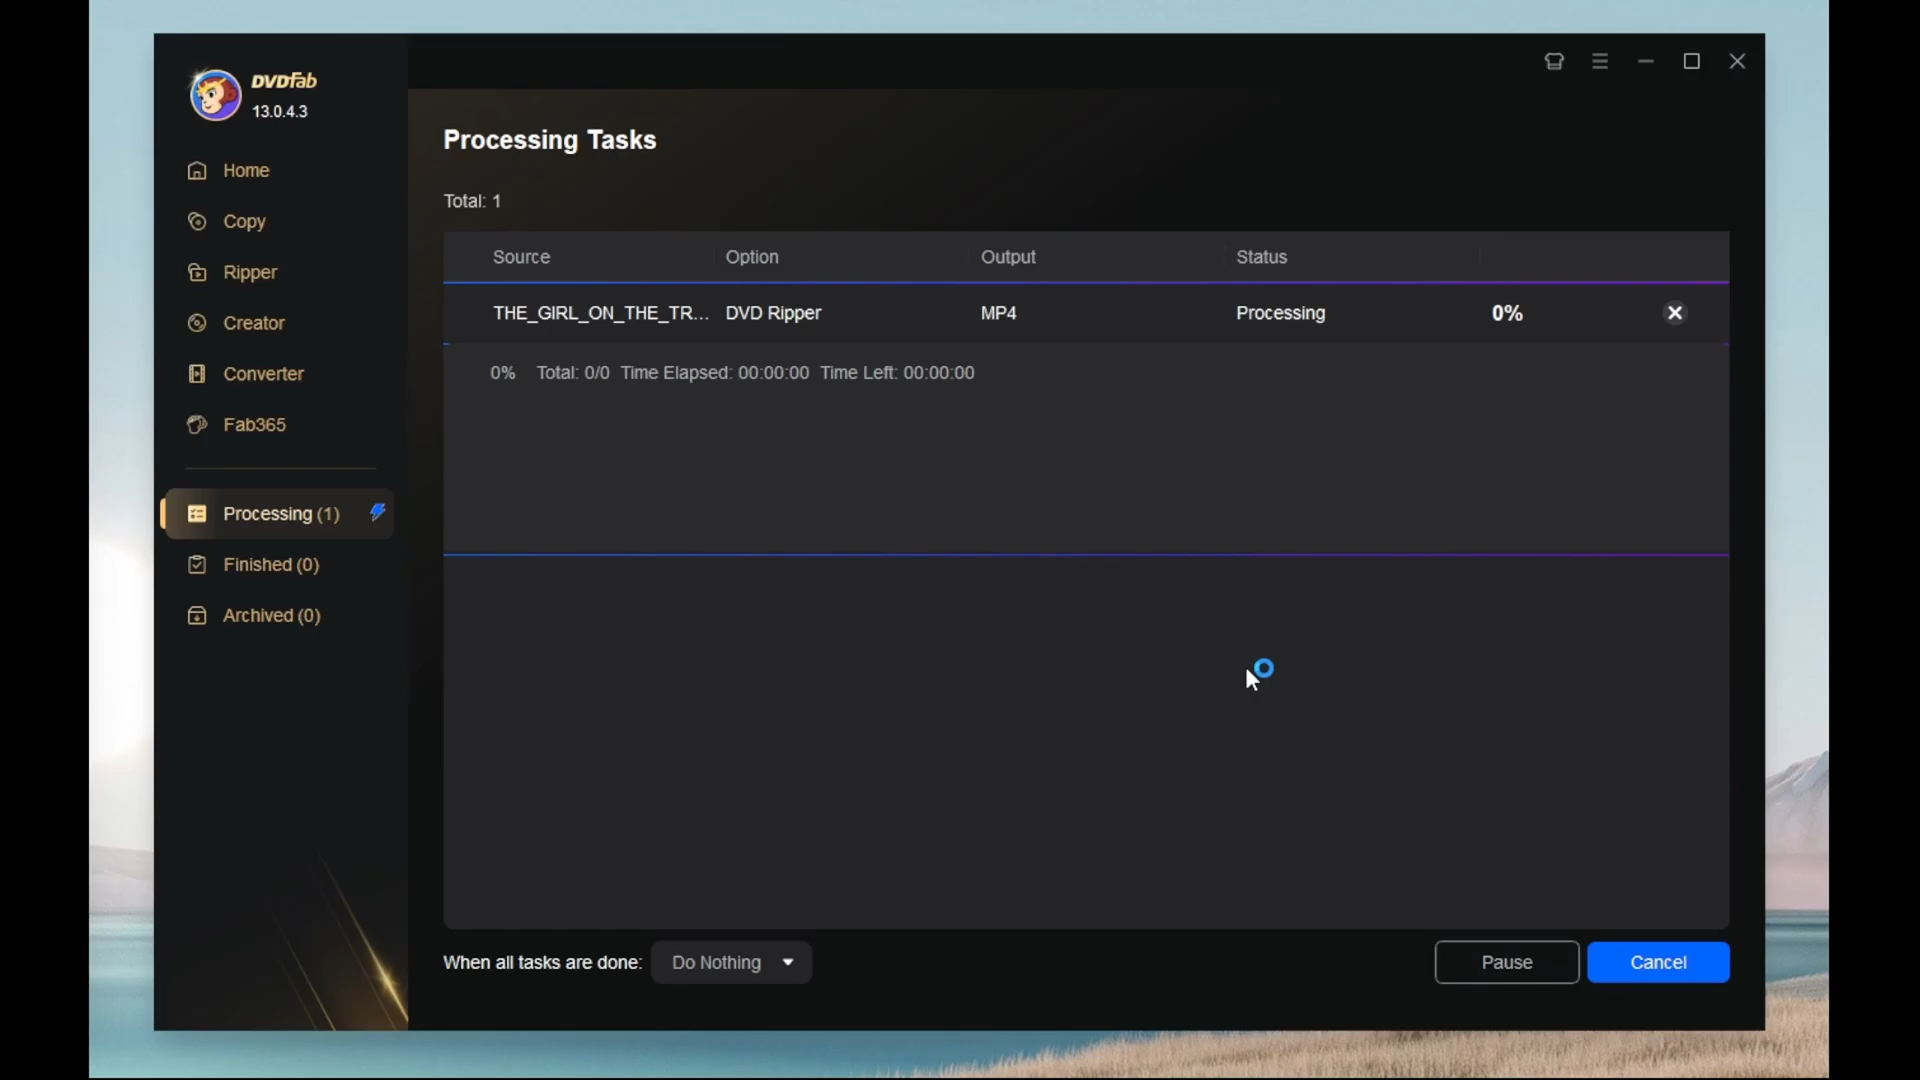 DVDFab
13.0.4.3
Home
Copy
Ripper
Creator
Converter
Fab365
Processing (1)
Finished (0)
Archived (0)
Processing Tasks
Total: 1
Source Option Output Status
THE_GIRL_ON_THE_TR... DVD Ripper MP4 Processing 0%
0% Total: 0/0 Time Elapsed: 00:00:00 Time Left: 00:00:00
When all tasks are done: Do Nothing Pause Cancel